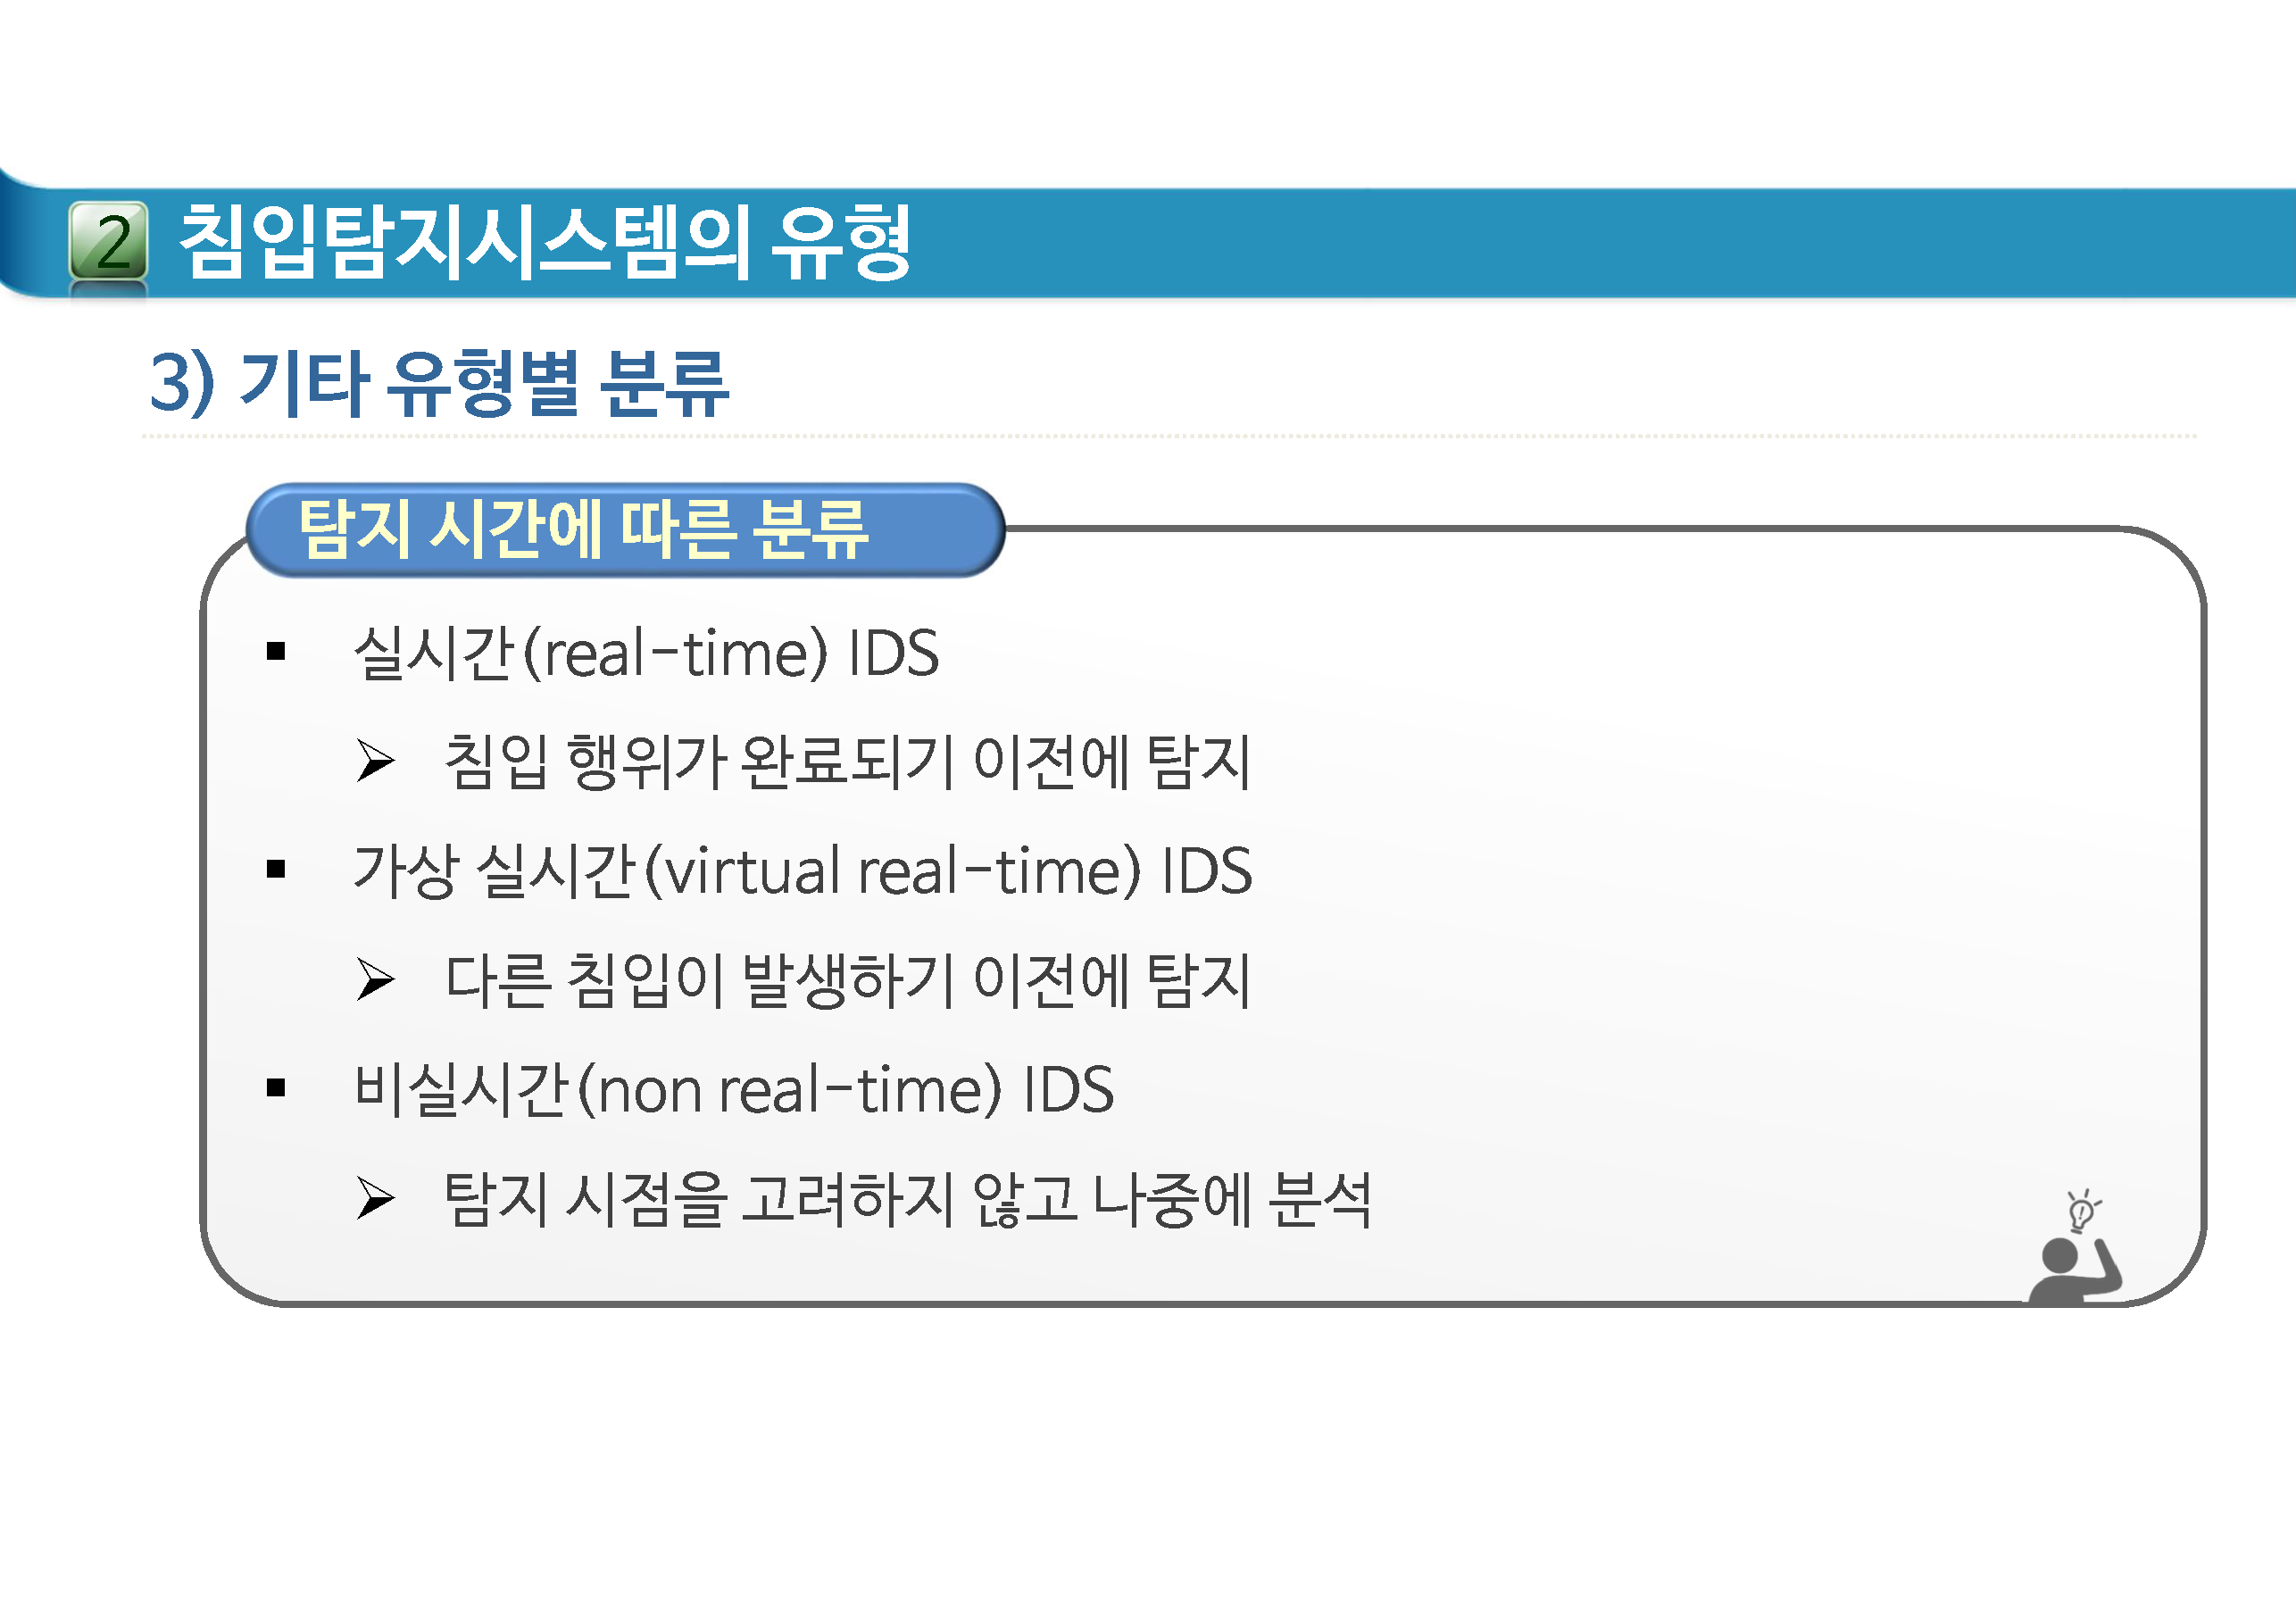 2 침입탐지시스템의 유형
3) 기타 유형별 분류
탐지 시간에 따른 분류
▪ 실시간(real-time) IDS
➢ 침입 행위가 완료되기 이전에 탐지
▪ 가상 실시간(virtual real-time) IDS
➢ 다른 침입이 발생하기 이전에 탐지
▪ 비실시간(non real-time) IDS
➢ 탐지 시점을 고려하지 않고 나중에 분석